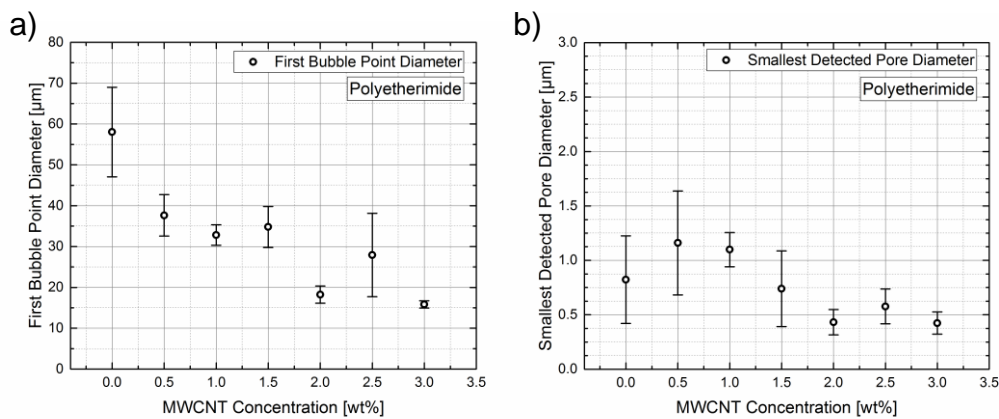 a)
First Bubble Point Diameter [µm]
80
70
60
50
40
30
20
10
0
First Bubble Point Diameter
Polyetherimide
0.0 0.5 1.0 1.5 2.0 2.5 3.0 3.5
MWCNT Concentration [wt%]
b)
Smallest Detected Pore Diameter [µm]
3.0
2.5
2.0
1.5
1.0
0.5
0.0
Smallest Detected Pore Diameter
Polyetherimide
0.0 0.5 1.0 1.5 2.0 2.5 3.0 3.5
MWCNT Concentration [wt%]